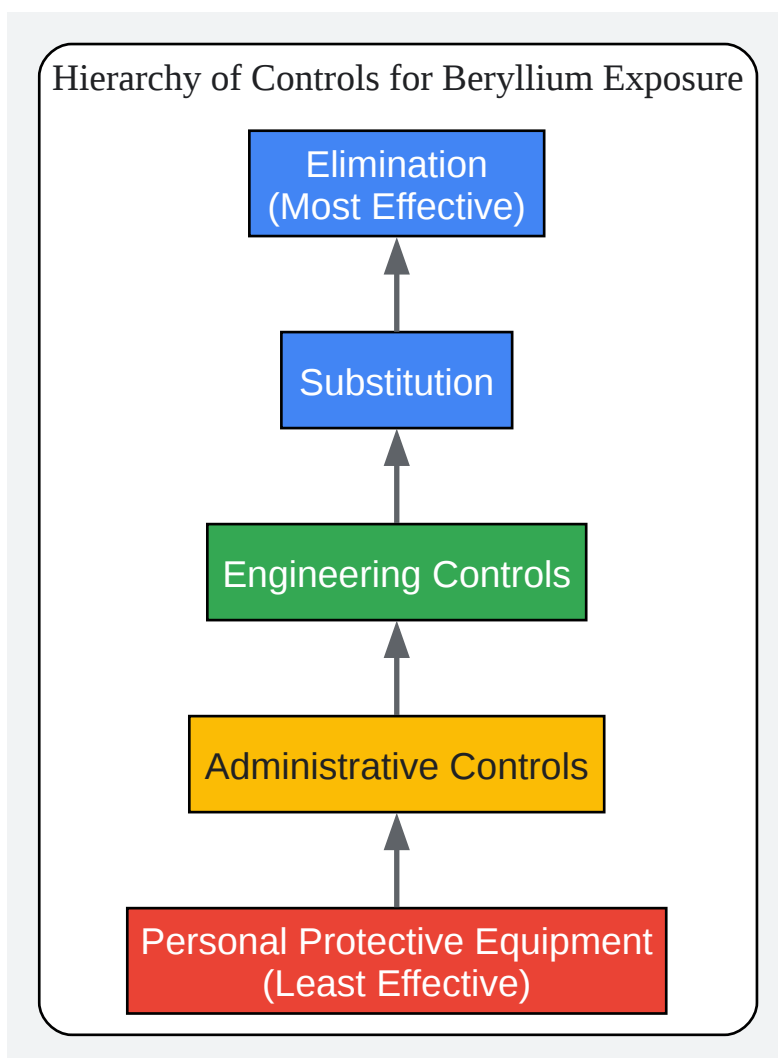 Hierarchy of Controls for Beryllium Exposure
Elimination
(Most Effective)
Substitution
Engineering Controls
Administrative Controls
Personal Protective Equipment
(Least Effective)